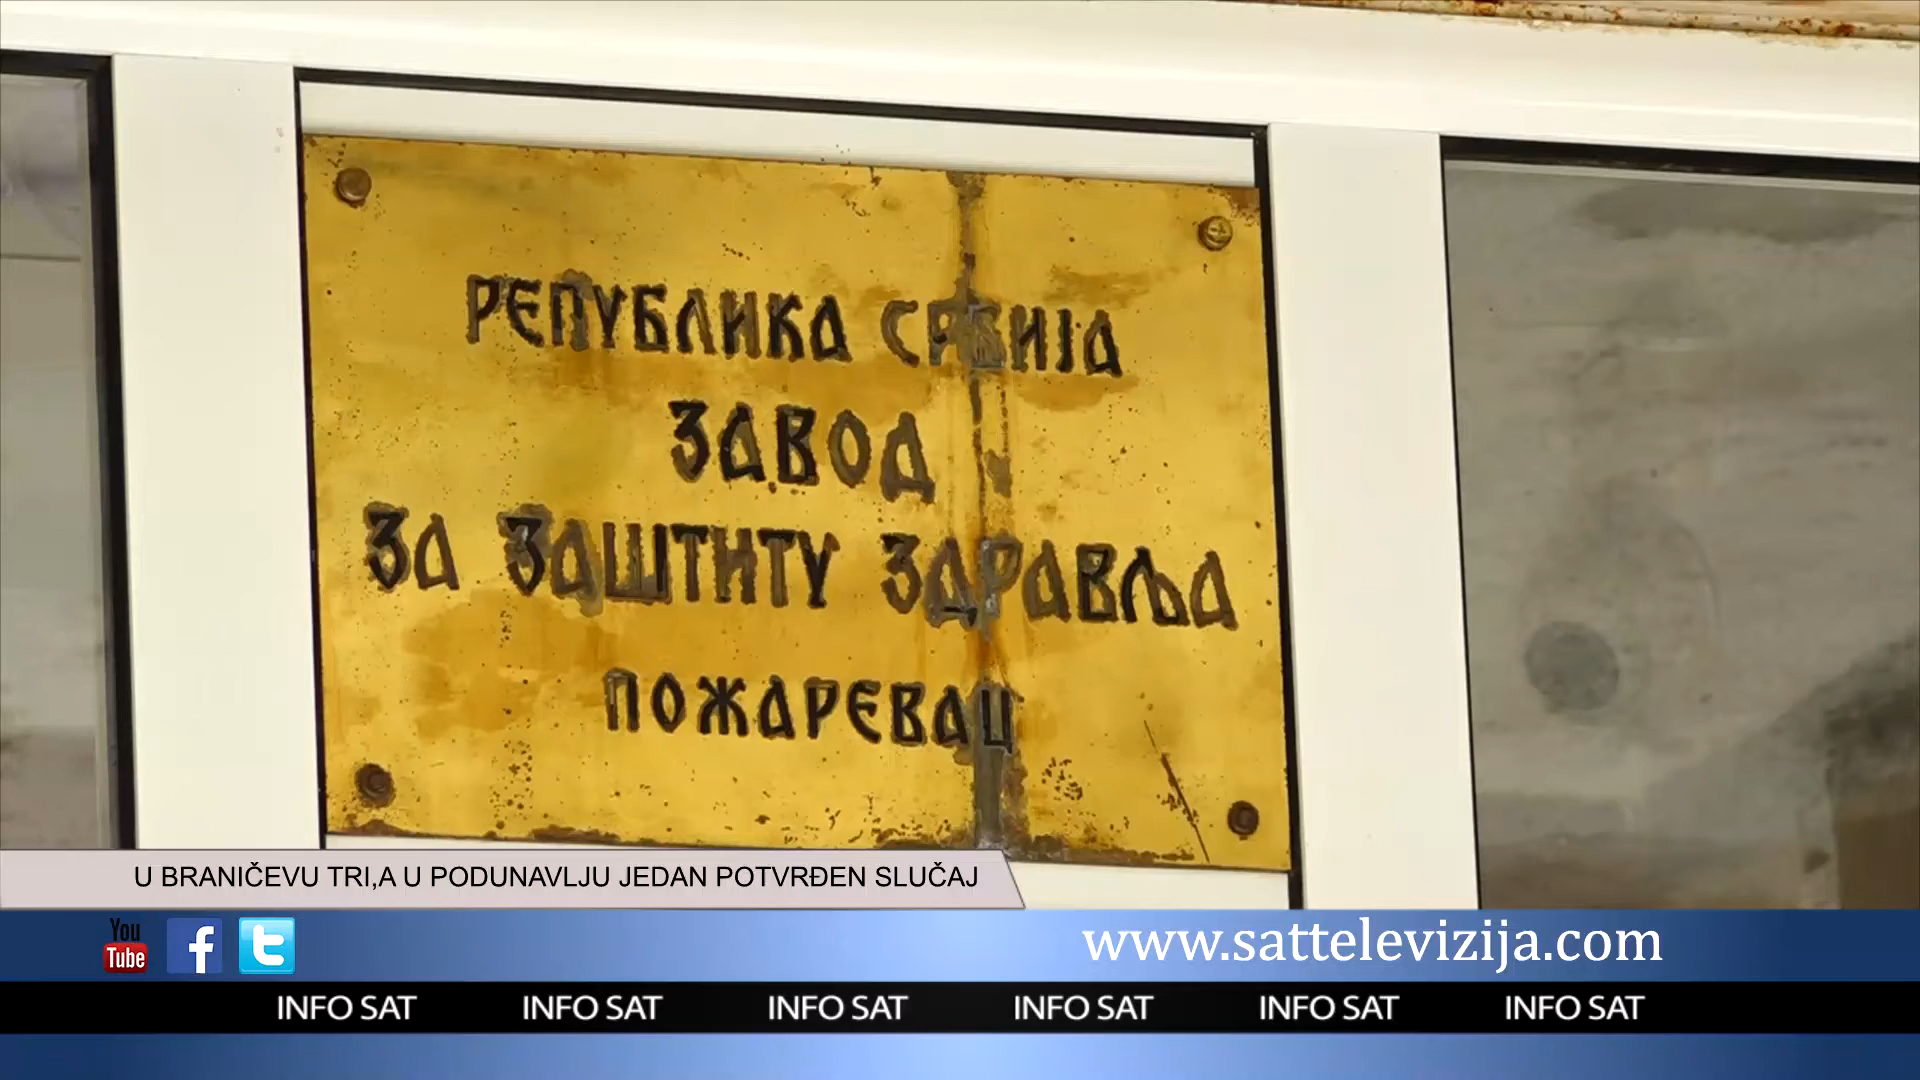 РЕПУБЛИКА СРБИЈА
ЗАВОД
ЗА ЗАШТИТУ ЗДРАВЉА
ПОЖАРЕВАЦ
U BRANIČEVU TRI,A U PODUNAVLJU JEDAN POTVRĐEN SLUČAJ
You
Tube
www.sattelevizija.com
INFO SAT INFO SAT INFO SAT INFO SAT INFO SAT INFO SAT